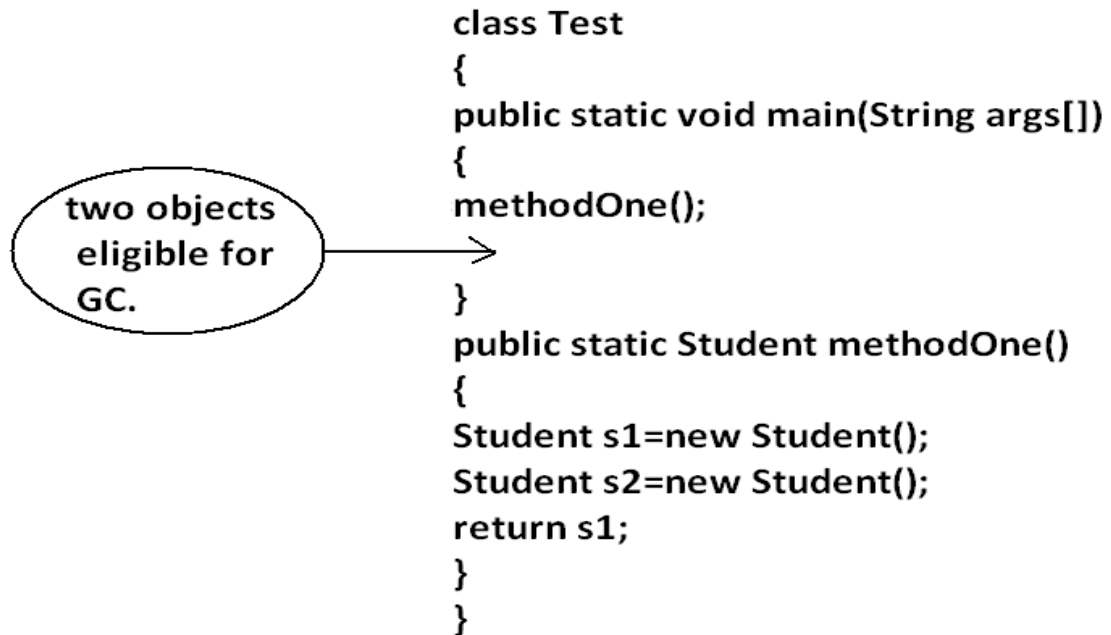 class Test
{
public static void main(String args[])
{
two objects
eligible for
GC.
methodOne();
}
public static Student methodOne()
{
Student s1=new Student();
Student s2=new Student();
return s1;
}
}